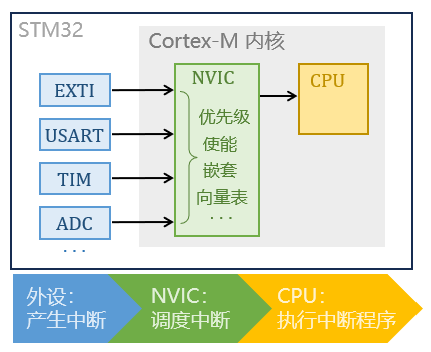 STM32
Cortex-M 内核
NVIC
CPU
EXTI
USART
TIM
ADC
···
优先级
使能
嵌套
向量表
···
外设：
产生中断
NVIC：
调度中断
CPU：
执行中断程序